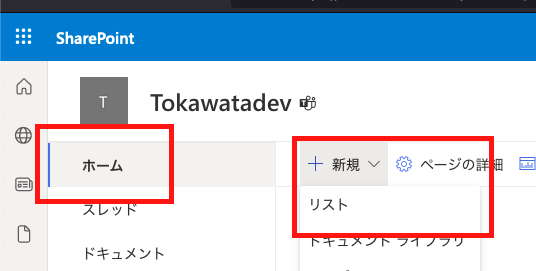 SharePoint
T
Tokawatadev
ホーム
スレッド
ドキュメント
新規
ページの詳細
リスト
ドキュメント ライブラリ